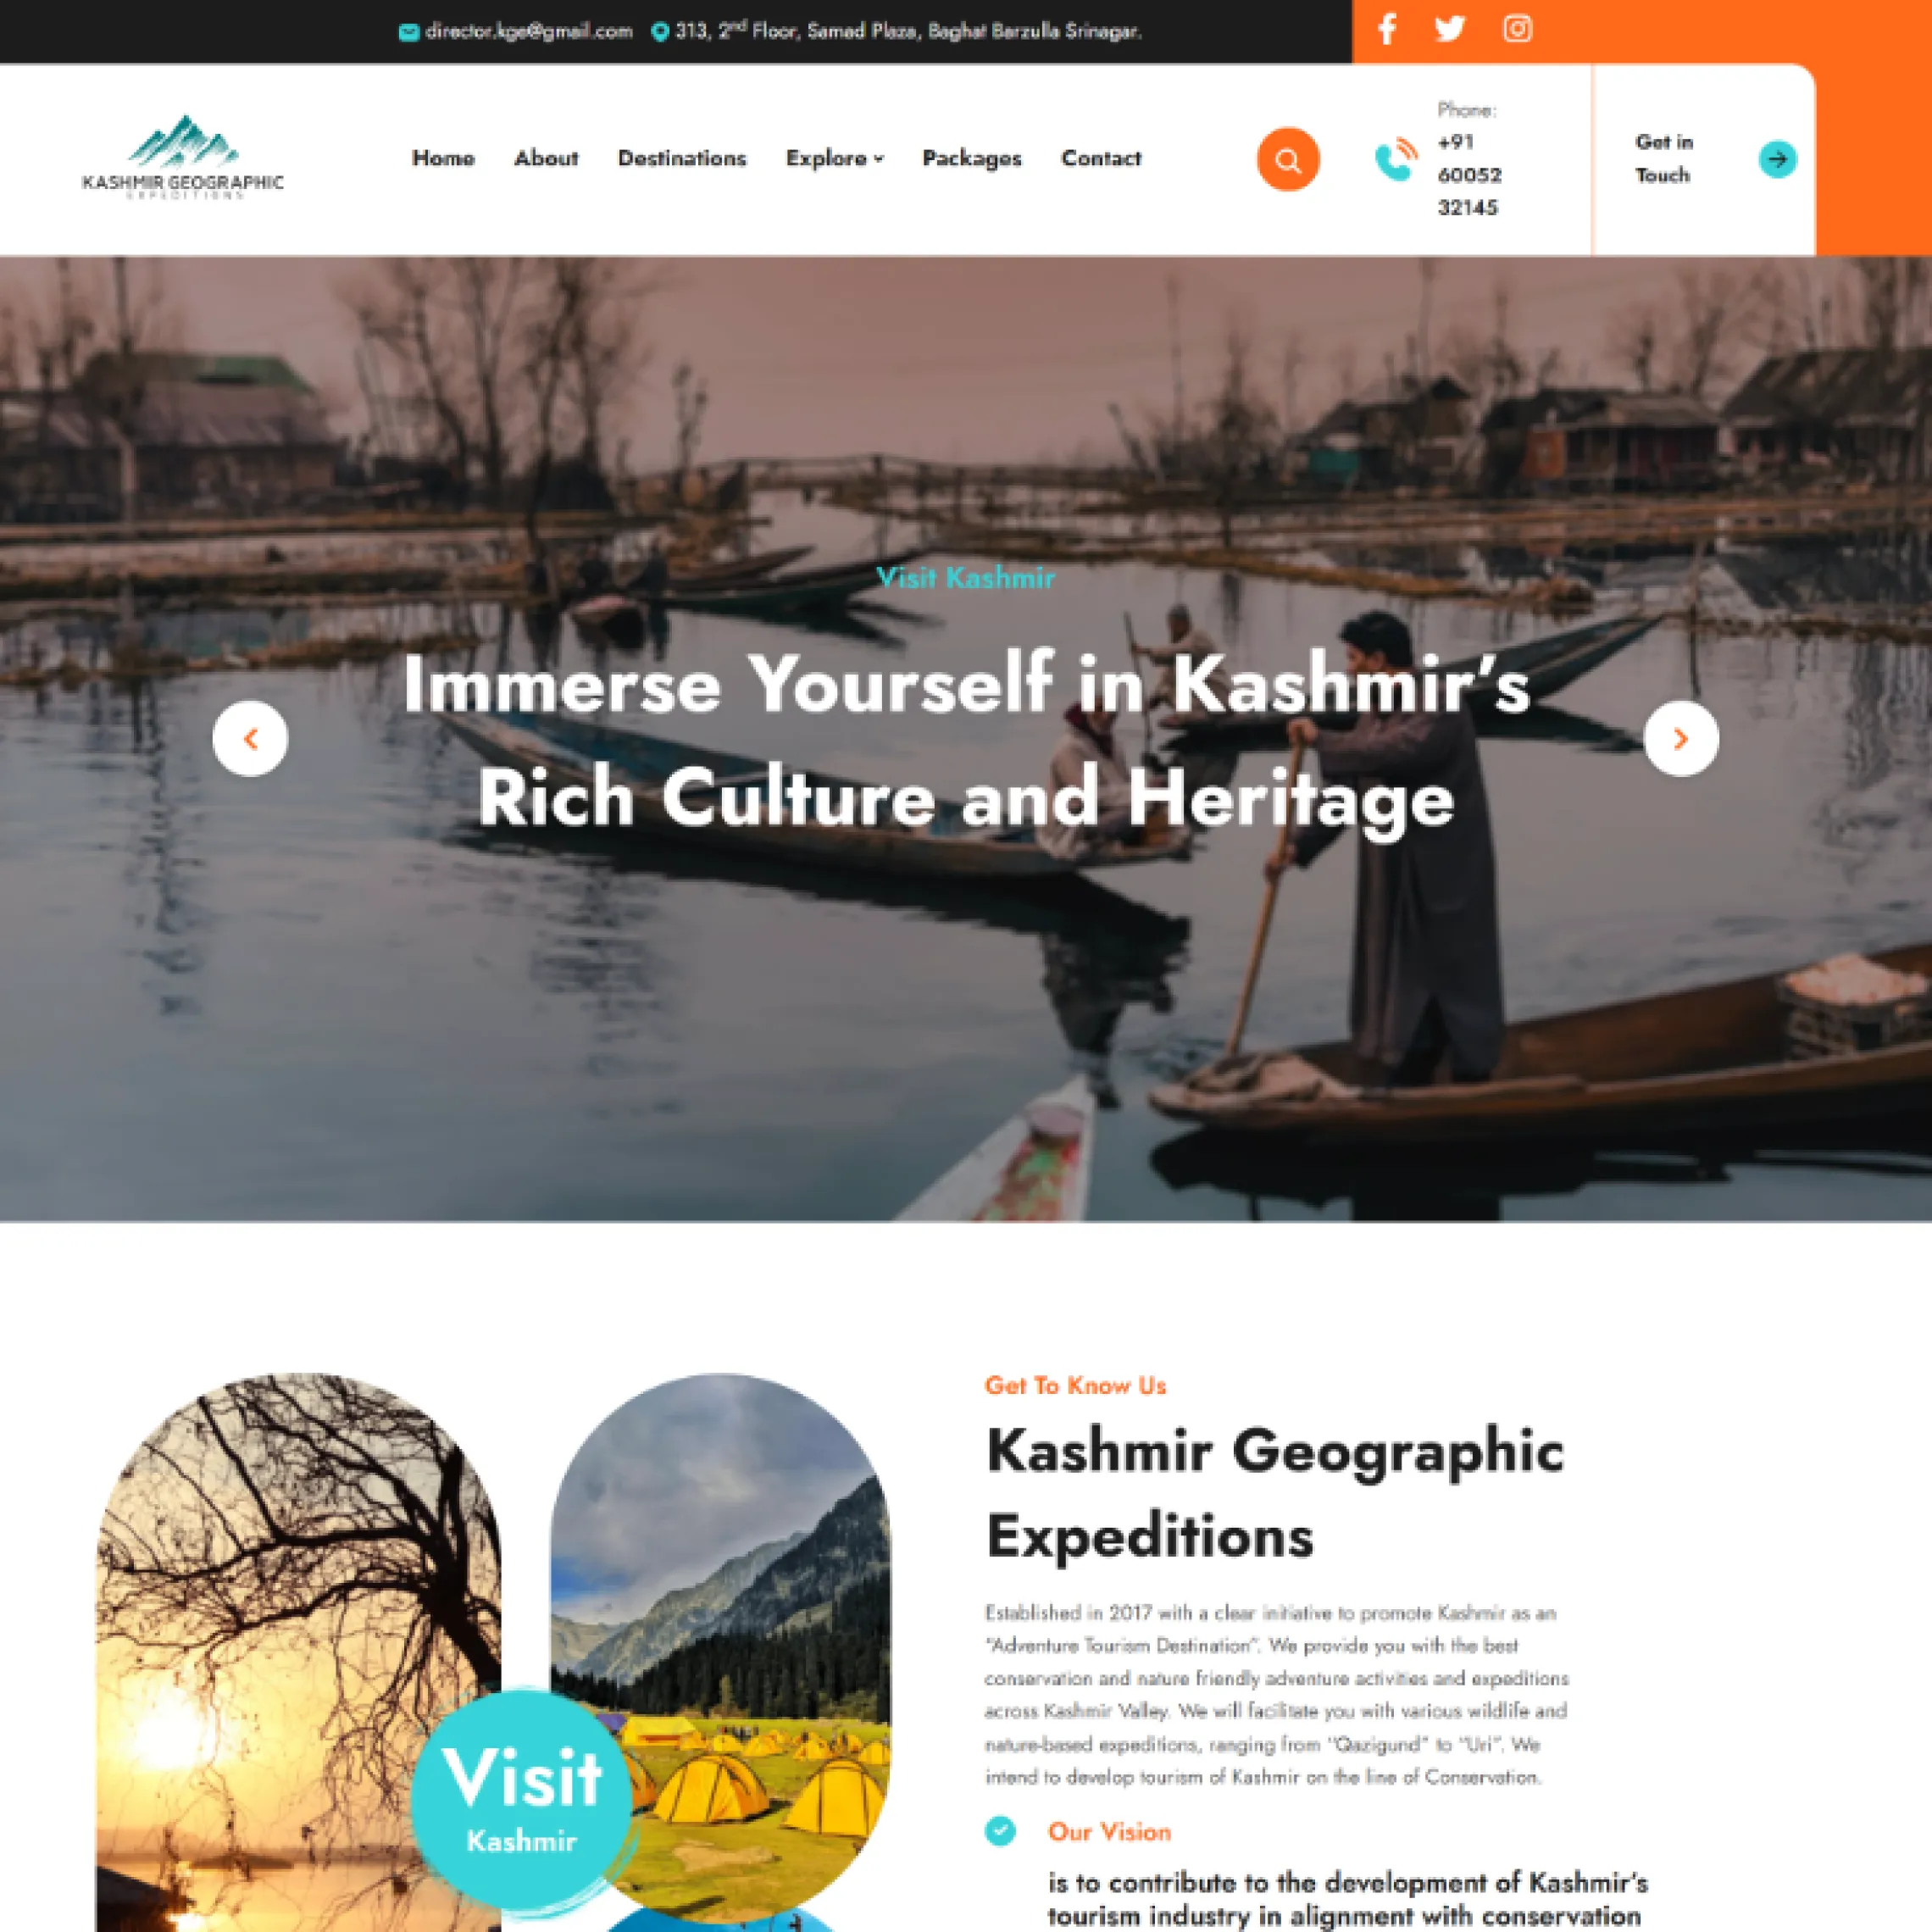 director.kge@gmail.com 313, 2nd Floor, Samad Plaza, Baghat Barzulla Srinagar.
KASHMIR GEOGRAPHIC
EXPEDITIONS
Home About Destinations Explore Packages Contact
Phone:
+91
60052
32145
Get in
Touch
Visit Kashmir
Immerse Yourself in Kashmir’s
Rich Culture and Heritage
Visit
Kashmir
Get To Know Us
Kashmir Geographic
Expeditions
Established in 2017 with a clear initiative to promote Kashmir as an
“Adventure Tourism Destination”. We provide you with the best
conservation and nature friendly adventure activities and expeditions
across Kashmir Valley. We will facilitate you with various wildlife and
nature-based expeditions, ranging from “Qazigund” to “Uri”. We
intend to develop tourism of Kashmir on the line of Conservation.
Our Vision
is to contribute to the development of Kashmir’s
tourism industry in alignment with conservation